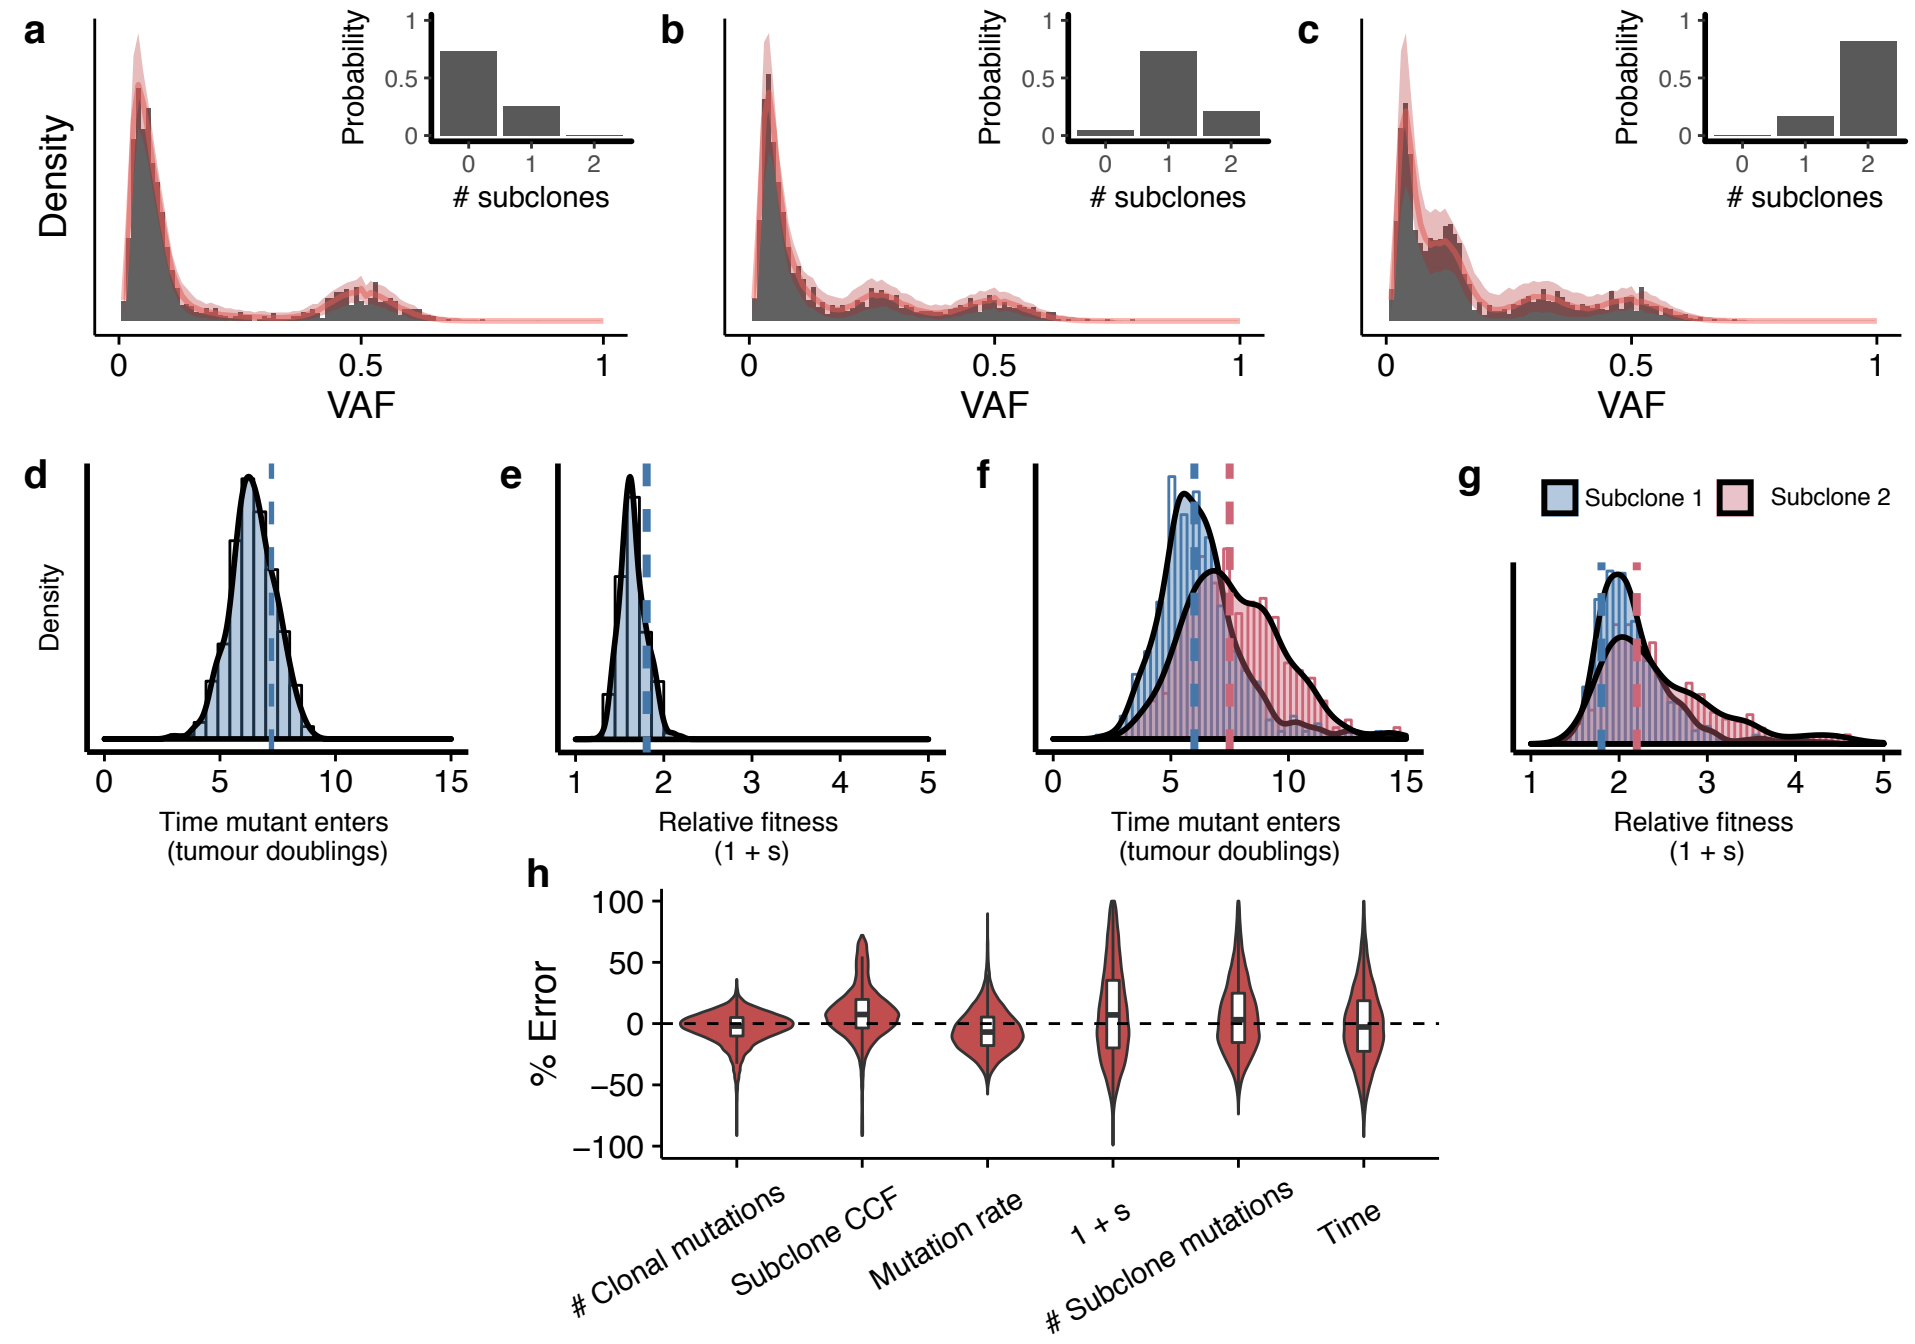 a
Density
0
0.5
1
VAF
Probability
1
0.5
0
0
1
2
# subclones
b
0
0.5
1
VAF
Probability
1
0.5
0
0
1
2
# subclones
c
0
0.5
1
VAF
Probability
1
0.5
0
0
1
2
# subclones
d
Density
0
5
10
15
Time mutant enters
(tumour doublings)
e
1
2
3
4
5
Relative fitness
(1 + s)
f
0
5
10
15
Time mutant enters
(tumour doublings)
g
Subclone 1
Subclone 2
1
2
3
4
5
Relative fitness
(1 + s)
h
% Error
100
50
0
−50
−100
# Clonal mutations
Subclone CCF
Mutation rate
1 + s
# Subclone mutations
Time